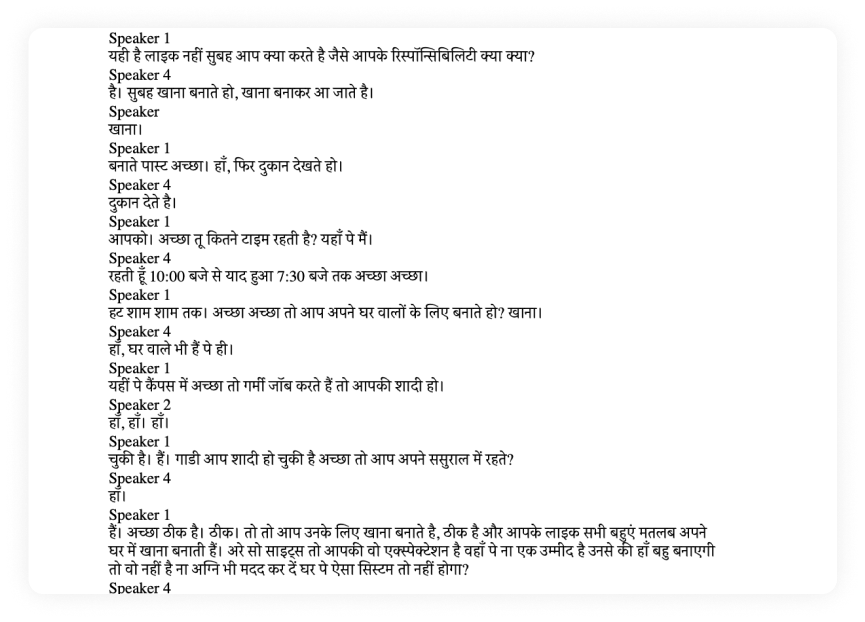 Speaker 1
यही है लाइक नहीं सुबह आप क्या करते है जैसे आपके रिस्पॉन्सिबिलिटी क्या क्या?
Speaker 4
है। सुबह खाना बनाते हो, खाना बनाकर आ जाते है।
Speaker
खाना।
Speaker 1
बनाते पास्ट अच्छा। हाँ, फिर दुकान देखते हो।
Speaker 4
दुकान देते है।
Speaker 1
आपको। अच्छा तू कितने टाइम रहती है? यहाँ पे मैं।
Speaker 4
रहती हूँ 10:00 बजे से याद हुआ 7:30 बजे तक अच्छा अच्छा।
Speaker 1
हट शाम शाम तक। अच्छा अच्छा तो आप अपने घर वालों के लिए बनाते हो? खाना।
Speaker 4
हाँ, घर वाले भी हैं पे ही।
Speaker 1
यहीं पे कैंपस में अच्छा तो गर्मी जॉब करते हैं तो आपकी शादी हो।
Speaker 2
हाँ, हाँ। हाँ।
Speaker 1
चुकी है। हैं। गाडी आप शादी हो चुकी है अच्छा तो आप अपने ससुराल में रहते?
Speaker 4
हाँ।
Speaker 1
हैं। अच्छा ठीक है। ठीक। तो तो आप उनके लिए खाना बनाते है, ठीक है और आपके लाइक सभी बहुएं मतलब अपने
घर में खाना बनाती हैं। अरे सो साइट्स तो आपकी वो एक्स्पेक्टेशन है वहाँ पे ना एक उम्मीद है उनसे की हाँ बहु बनाएगी
तो वो नहीं है ना अग्नि भी मदद कर दें घर पे ऐसा सिस्टम तो नहीं होगा?
Speaker 4